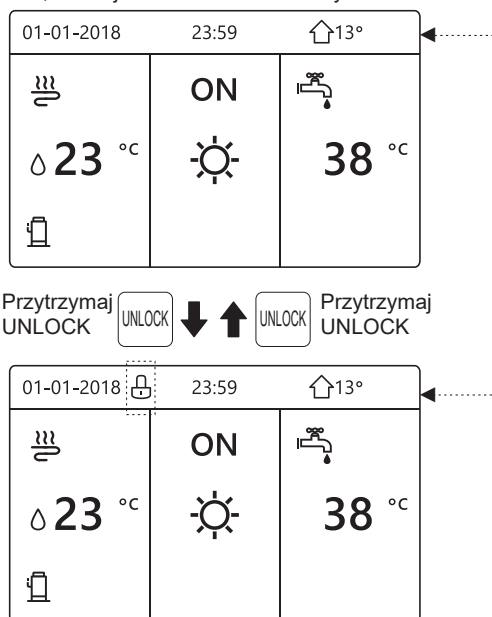 01-01-2018 23:59 13°
ON
23 °C 38 °C
Przytrzymaj UNLOCK UNLOCK Przytrzymaj
UNLOCK UNLOCK
01-01-2018 23:59 13°
ON
23 °C 38 °C